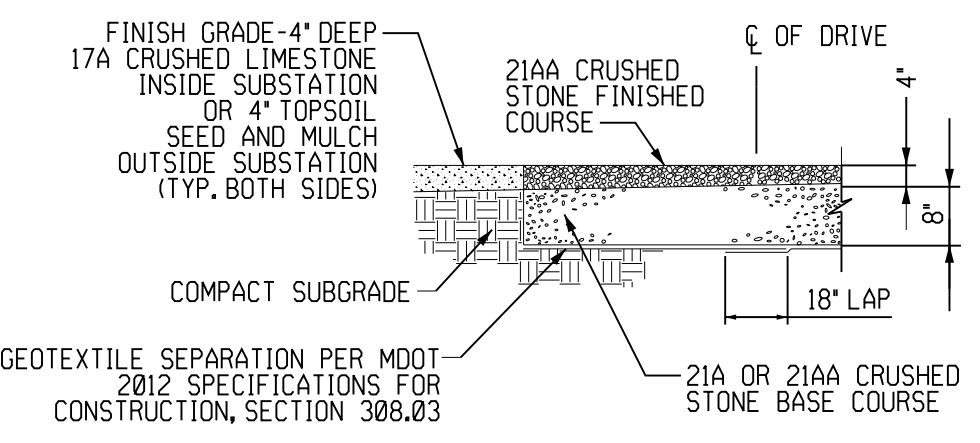 FINISH GRADE-4" DEEP
17A CRUSHED LIMESTONE
INSIDE SUBSTATION
OR 4" TOPSOIL
SEED AND MULCH
OUTSIDE SUBSTATION
(TYP. BOTH SIDES)
21AA CRUSHED
STONE FINISHED
COURSE
℄ OF DRIVE
4"
8"
COMPACT SUBGRADE
18" LAP
GEOTEXTILE SEPARATION PER MDOT
2012 SPECIFICATIONS FOR
CONSTRUCTION, SECTION 308.03
21A OR 21AA CRUSHED
STONE BASE COURSE